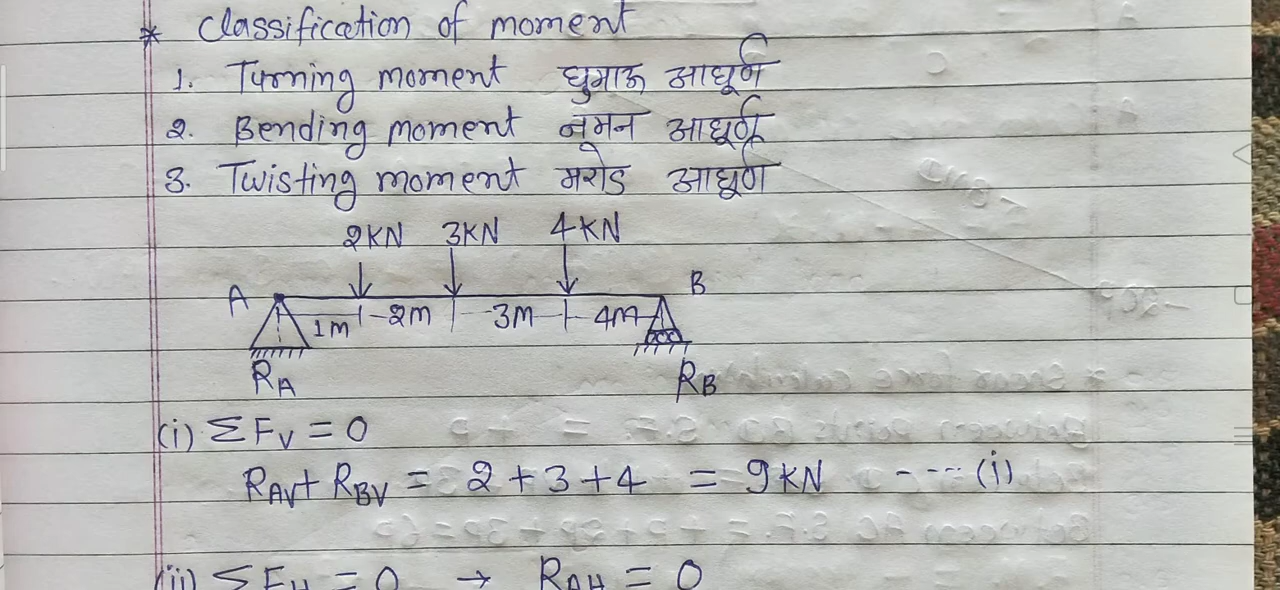 * Classification of moment
1. Turning moment घुमाऊ आघूर्ण
2. Bending moment नमन आघूर्ण
3. Twisting moment मरोड आघूर्ण
2KN 3KN 4KN
A B
1m 2m 3m 4m
RA RB
(i) ΣFV = 0
RAV + RBV = 2 + 3 + 4 = 9 KN ---- (i)
(ii) ΣFH = 0 → RAH = 0